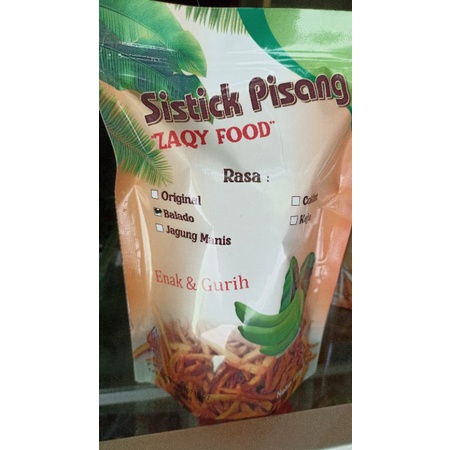 Sistick Pisang
"ZAQY FOOD"
Rasa :
Original
Balado
Jagung Manis
Enak & Gurih